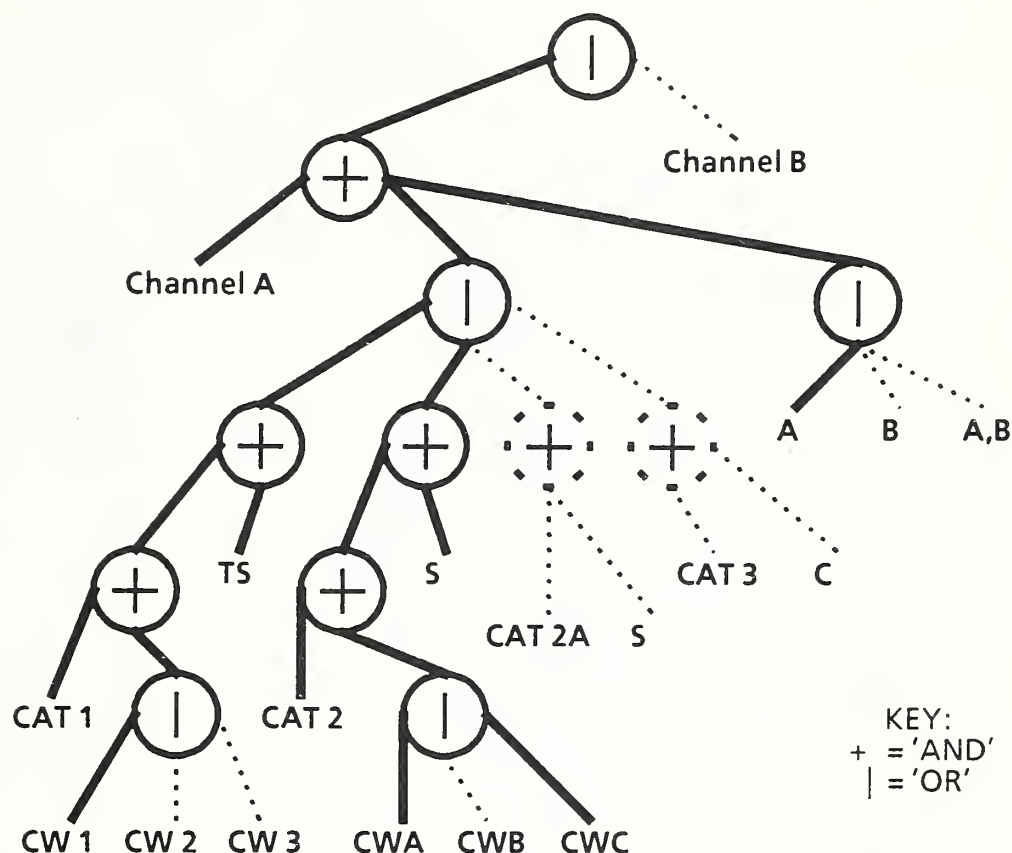 |
Channel B
+
Channel A
|
|
A B A,B
+ + + +
TS S CAT 3 C
+ +
CAT 2A S
CAT 1 | CAT 2 |
CW 1 CW 2 CW 3 CWA CWB CWC
KEY:
+ = 'AND'
| = 'OR'